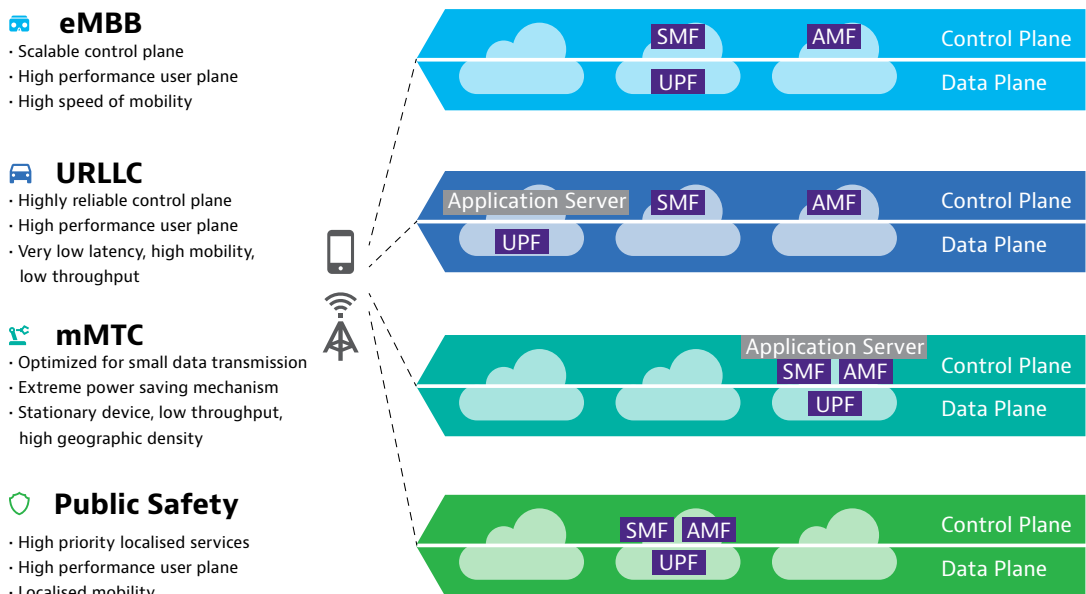 eMBB
· Scalable control plane
· High performance user plane
· High speed of mobility
SMF
AMF
Control Plane
UPF
Data Plane
URLLC
· Highly reliable control plane
· High performance user plane
· Very low latency, high mobility,
low throughput
Application Server
SMF
AMF
Control Plane
UPF
Data Plane
mMTC
· Optimized for small data transmission
· Extreme power saving mechanism
· Stationary device, low throughput,
high geographic density
Application Server
SMF
AMF
Control Plane
UPF
Data Plane
Public Safety
· High priority localised services
· High performance user plane
· Localised mobility
SMF
AMF
Control Plane
UPF
Data Plane